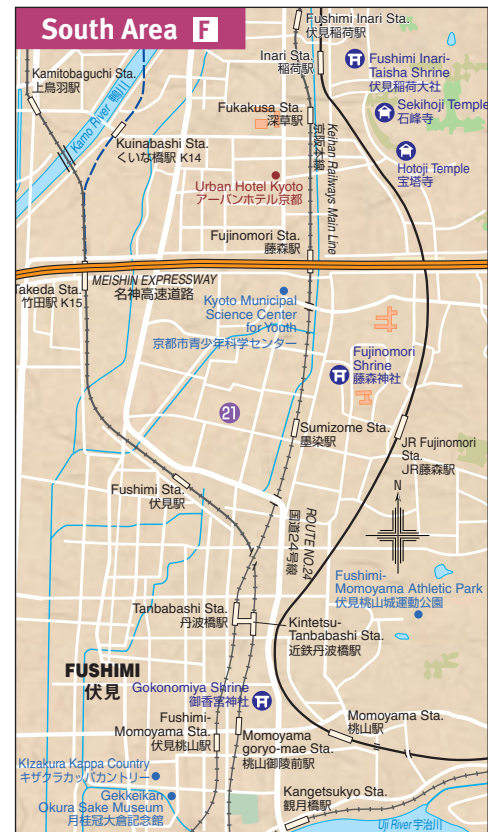 South Area F
Fushimi Inari Sta.
伏見稲荷駅
Inari Sta.
稲荷駅
Fushimi Inari-
Taisha Shrine
伏見稲荷大社
Kamitobaguchi Sta.
上鳥羽駅
Kamo River 鴨川
Fukakusa Sta.
深草駅
Sekihoji Temple
石峰寺
Kuinabashi Sta.
くいな橋駅 K14
Keihan Railways Main Line
京阪本線
Hotoji Temple
宝塔寺
Urban Hotel Kyoto
アーバンホテル京都
Fujinomori Sta.
藤森駅
MEISHIN EXPRESSWAY
名神高速道路
Takeda Sta.
竹田駅 K15
Kyoto Municipal
Science Center
for Youth
京都市青少年科学センター
Fujinomori
Shrine
藤森神社
21
Sumizome Sta.
墨染駅
JR Fujinomori
Sta.
JR藤森駅
Fushimi Sta.
伏見駅
N
ROUTE NO.24
国道24号線
Fushimi-
Momoyama Athletic Park
伏見桃山城運動公園
Tanbabashi Sta.
丹波橋駅
Kintetsu-
Tanbabashi Sta.
近鉄丹波橋駅
FUSHIMI
伏見
Gokonomiya Shrine
御香宮神社
Fushimi-
Momoyama Sta.
伏見桃山駅
Momoyama Sta.
桃山駅
Momoyama
goryo-mae Sta.
桃山御陵前駅
KIzakura Kappa Country
キザクラカッパカントリー
Gekkeikan
Okura Sake Museum
月桂冠大倉記念館
Kangetsukyo Sta.
観月橋駅
Uji River 宇治川